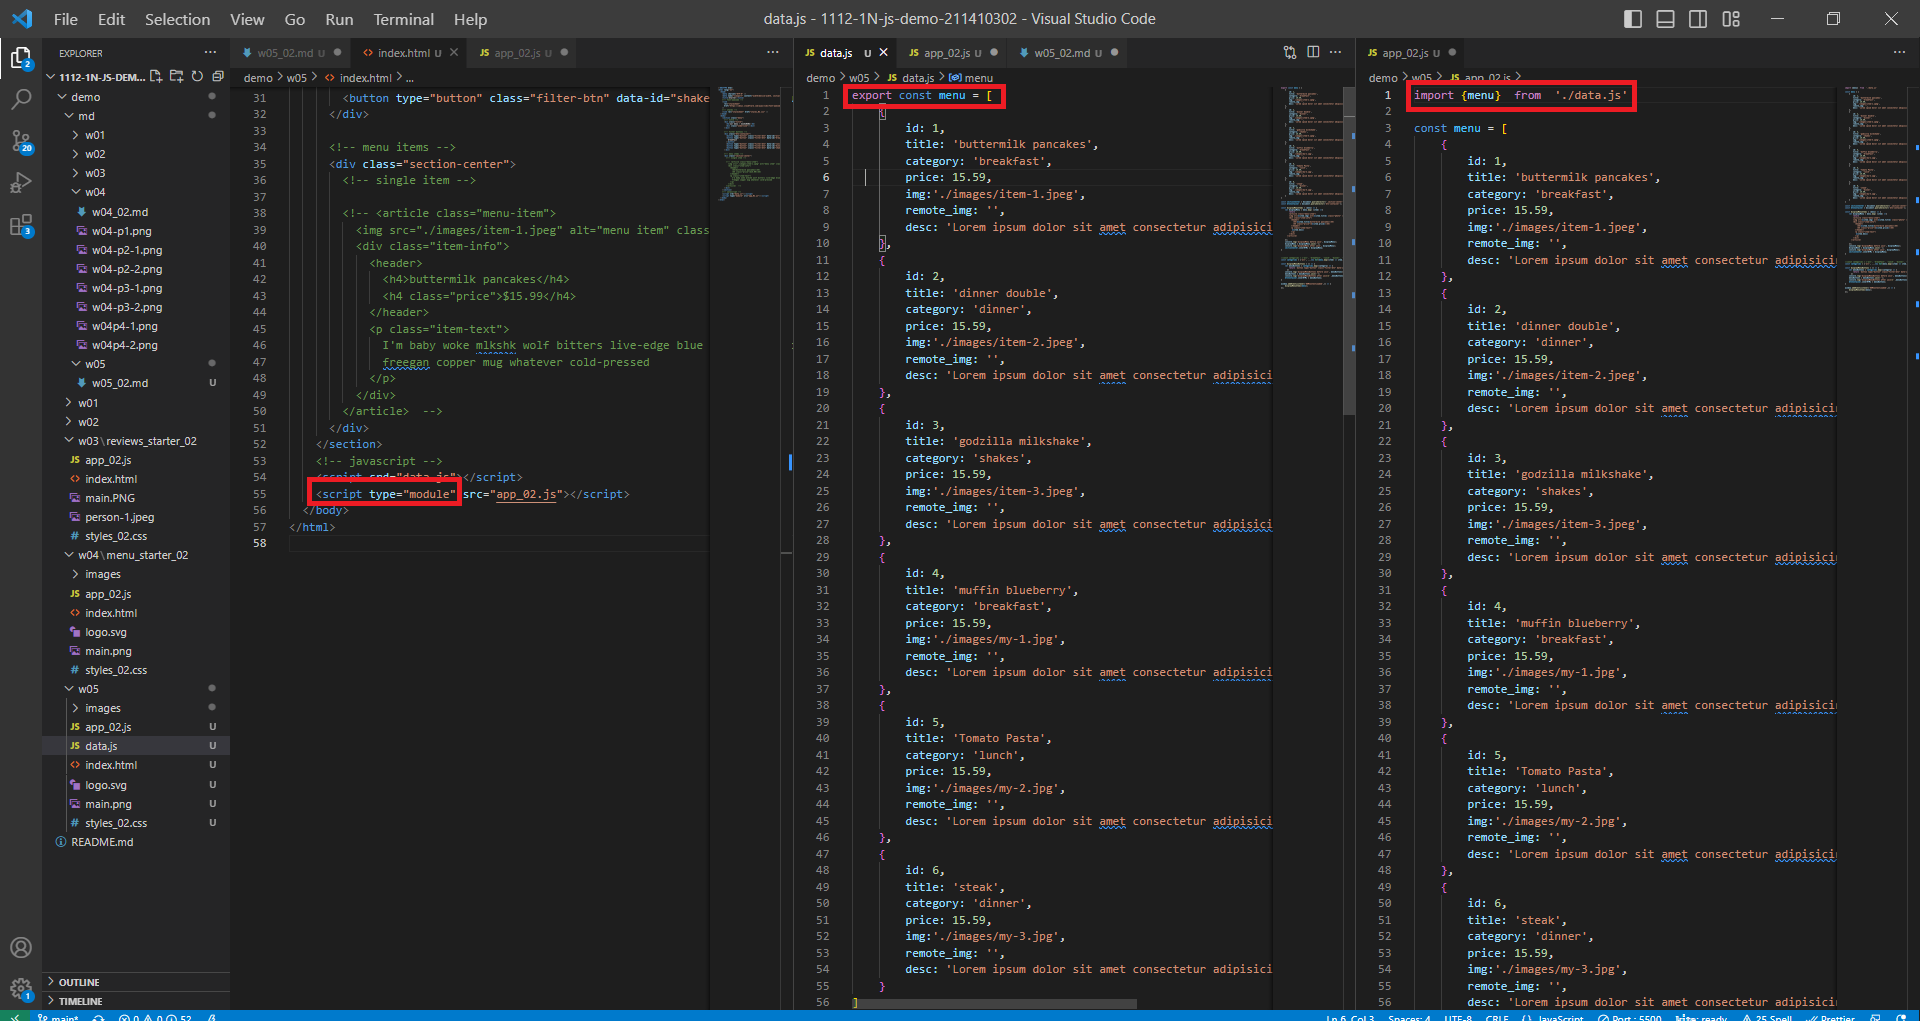 File Edit Selection View Go Run Terminal Help
data.js - 1112-1N-js-demo-211410302 - Visual Studio Code
EXPLORER
1112-1N-JS-DEM...
demo
md
w01
w02
w03
w04
w04_02.md
w04-p1.png
w04-p2-1.png
w04-p2-2.png
w04-p3-1.png
w04-p3-2.png
w04p4-1.png
w04p4-2.png
w05
w05_02.md U
w01
w02
w03\reviews_starter_02
JS app_02.js
<> index.html
main.PNG
person-1.jpeg
# styles_02.css
w04\menu_starter_02
images
JS app_02.js
<> index.html
logo.svg
main.png
# styles_02.css
w05
images
JS app_02.js U
JS data.js U
<> index.html U
logo.svg U
main.png U
# styles_02.css U
README.md
OUTLINE
TIMELINE
2
20
3
1
w05_02.md U
<> index.html U
JS app_02.js U
demo > w05 > <> index.html > ...
31 <button type="button" class="filter-btn" data-id="shake
32 </div>
33
34 <!-- menu items -->
35 <div class="section-center">
36 <!-- single item -->
37
38 <!-- <article class="menu-item">
39 <img src="./images/item-1.jpeg" alt="menu item" clas
40 <div class="item-info">
41 <header>
42 <h4>buttermilk pancakes</h4>
43 <h4 class="price">$15.99</h4>
44 </header>
45 <p class="item-text">
46 I'm baby woke mlkshk wolf bitters live-edge blue
47 freegan copper mug whatever cold-pressed
48 </p>
49 </div>
50 </article> -->
51 </div>
52 </section>
53 <!-- javascript -->
54 <script srd="data.js"></script>
55 <script type="module" src="app_02.js"></script>
56 </body>
57 </html>
58
JS data.js U
JS app_02.js U
w05_02.md U
demo > w05 > JS data.js > menu
1 export const menu = [
{
3 id: 1,
4 title: 'buttermilk pancakes',
5 category: 'breakfast',
6 price: 15.59,
7 img:'./images/item-1.jpeg',
8 remote_img: '',
9 desc: 'Lorem ipsum dolor sit amet consectetur adipisici
10 },
11 {
12 id: 2,
13 title: 'dinner double',
14 category: 'dinner',
15 price: 15.59,
16 img:'./images/item-2.jpeg',
17 remote_img: '',
18 desc: 'Lorem ipsum dolor sit amet consectetur adipisici
19 },
20 {
21 id: 3,
22 title: 'godzilla milkshake',
23 category: 'shakes',
24 price: 15.59,
25 img:'./images/item-3.jpeg',
26 remote_img: '',
27 desc: 'Lorem ipsum dolor sit amet consectetur adipisici
28 },
29 {
30 id: 4,
31 title: 'muffin blueberry',
32 category: 'breakfast',
33 price: 15.59,
34 img:'./images/my-1.jpg',
35 remote_img: '',
36 desc: 'Lorem ipsum dolor sit amet consectetur adipisici
37 },
38 {
39 id: 5,
40 title: 'Tomato Pasta',
41 category: 'lunch',
42 price: 15.59,
43 img:'./images/my-2.jpg',
44 remote_img: '',
45 desc: 'Lorem ipsum dolor sit amet consectetur adipisici
46 },
47 {
48 id: 6,
49 title: 'steak',
50 category: 'dinner',
51 price: 15.59,
52 img:'./images/my-3.jpg',
53 remote_img: '',
54 desc: 'Lorem ipsum dolor sit amet consectetur adipisici
55 }
56 ]
JS app_02.js U
demo > w05 > JS app_02.js >
1 import {menu} from './data.js'
2
3 const menu = [
4 {
5 id: 1,
6 title: 'buttermilk pancakes',
7 category: 'breakfast',
8 price: 15.59,
9 img:'./images/item-1.jpeg',
10 remote_img: '',
11 desc: 'Lorem ipsum dolor sit amet consectetur adipisicin
12 },
13 {
14 id: 2,
15 title: 'dinner double',
16 category: 'dinner',
17 price: 15.59,
18 img:'./images/item-2.jpeg',
19 remote_img: '',
20 desc: 'Lorem ipsum dolor sit amet consectetur adipisicin
21 },
22 {
23 id: 3,
24 title: 'godzilla milkshake',
25 category: 'shakes',
26 price: 15.59,
27 img:'./images/item-3.jpeg',
28 remote_img: '',
29 desc: 'Lorem ipsum dolor sit amet consectetur adipisicin
30 },
31 {
32 id: 4,
33 title: 'muffin blueberry',
34 category: 'breakfast',
35 price: 15.59,
36 img:'./images/my-1.jpg',
37 remote_img: '',
38 desc: 'Lorem ipsum dolor sit amet consectetur adipisicin
39 },
40 {
41 id: 5,
42 title: 'Tomato Pasta',
43 category: 'lunch',
44 price: 15.59,
45 img:'./images/my-2.jpg',
46 remote_img: '',
47 desc: 'Lorem ipsum dolor sit amet consectetur adipisicin
48 },
49 {
50 id: 6,
51 title: 'steak',
52 category: 'dinner',
53 price: 15.59,
54 img:'./images/my-3.jpg',
55 remote_img: '',
56 desc: 'Lorem ipsum dolor sit amet consectetur adipisicin
main* 0 0 52
Ln 6, Col 3 Spaces: 4 UTF-8 CRLF {} JavaScript Port : 5500 kite: ready 25 Spell Prettier